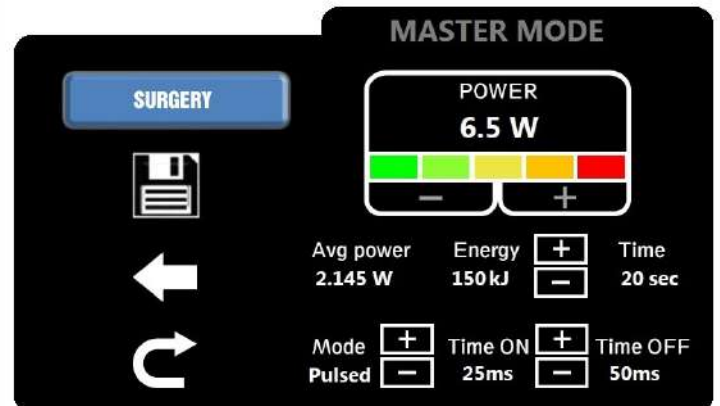 MASTER MODE
SURGERY
POWER
6.5 W
− +
Avg power Energy + Time
2.145 W 150 kJ − 20 sec
Mode + Time ON + Time OFF
Pulsed − 25ms − 50ms